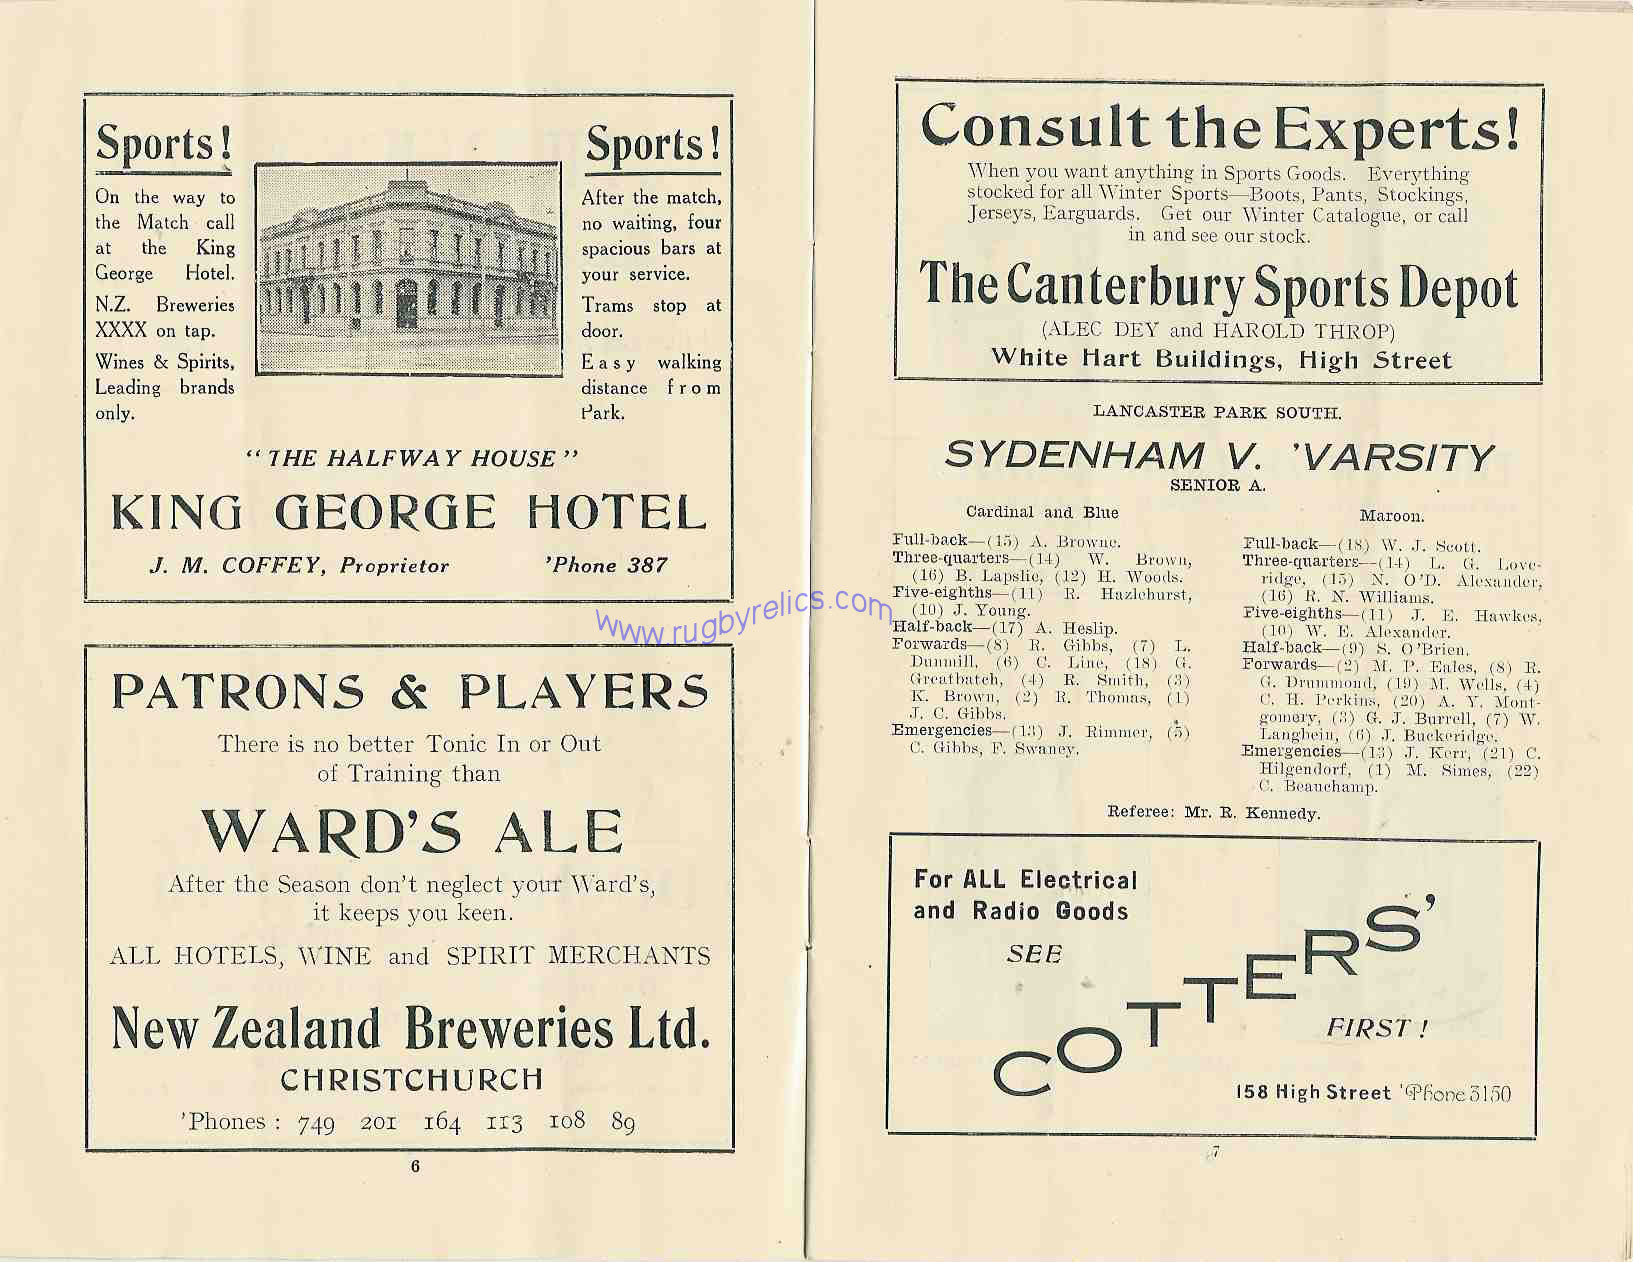 Sports!
On the way to
the Match call
at the King
George Hotel.
N.Z. Breweries
XXXX on tap.
Wines & Spirits,
Leading brands
only.
Sports!
After the match,
no waiting, four
spacious bars at
your service.
Trams stop at
door.
Easy walking
distance from
Park.
"THE HALFWAY HOUSE"
KING GEORGE HOTEL
J. M. COFFEY, Proprietor 'Phone 387
PATRONS & PLAYERS
There is no better Tonic In or Out
of Training than
WARD'S ALE
After the Season don't neglect your Ward's,
it keeps you keen.
ALL HOTELS, WINE and SPIRIT MERCHANTS
New Zealand Breweries Ltd.
CHRISTCHURCH
'Phones : 749 201 164 113 108 89
6
www.rugbyrelics.com
Consult the Experts!
When you want anything in Sports Goods. Everything
stocked for all Winter Sports—Boots, Pants, Stockings,
Jerseys, Earguards. Get our Winter Catalogue, or call
in and see our stock.
The Canterbury Sports Depot
(ALEC DEY and HAROLD THROP)
White Hart Buildings, High Street
LANCASTER PARK SOUTH.
SYDENHAM V. 'VARSITY
SENIOR A.
Cardinal and Blue
Full-back—(15) A. Browne.
Three-quarters—(14) W. Brown,
(16) B. Lapslie, (12) H. Woods.
Five-eighths—(11) R. Hazlehurst,
(10) J. Young.
Half-back—(17) A. Heslip.
Forwards—(8) R. Gibbs, (7) L.
Dunmill, (6) C. Line, (18) G.
Greatbatch, (4) R. Smith, (3)
K. Brown, (2) R. Thomas, (1)
J. C. Gibbs.
Emergencies—(13) J. Rimmer, (5)
C. Gibbs, F. Swaney.
Maroon.
Full-back—(18) W. J. Scott.
Three-quarters—(14) L. G. Love-
ridge, (15) N. O'D. Alexander,
(16) R. N. Williams.
Five-eighths—(11) J. E. Hawkes,
(10) W. E. Alexander.
Half-back—(9) S. O'Brien.
Forwards—(2) M. P. Eales, (8) R.
G. Drummond, (19) M. Wells, (4)
C. H. Perkins, (20) A. Y. Mont-
gomery, (3) G. J. Burrell, (7) W.
Langbein, (6) J. Buckeridge.
Emergencies—(13) J. Kerr, (21) C.
Hilgendorf, (1) M. Simes, (22)
C. Beauchamp.
Referee: Mr. R. Kennedy.
For ALL Electrical
and Radio Goods
SEE
COTTERS'
FIRST !
158 High Street 'Phone 3150
7